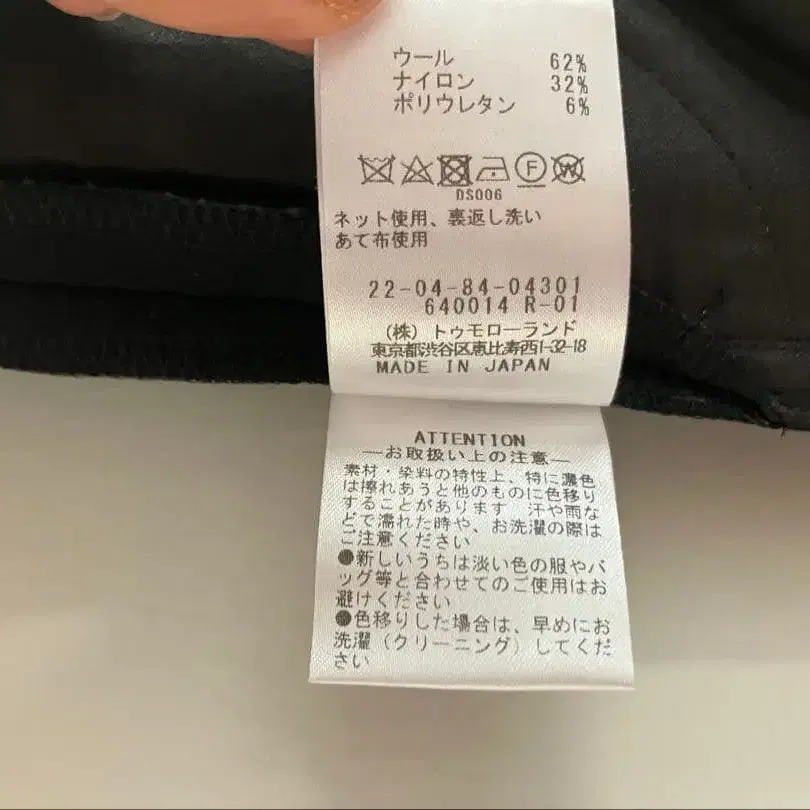 ウール 62%
ナイロン 32%
ポリウレタン 6%
F W
DS006
ネット使用、裏返し洗い
あて布使用
22-04-84-04301
640014 R-01
(株) トゥモローランド
東京都渋谷区恵比寿西1-32-18
MADE IN JAPAN
ATTENTION
―お取扱い上の注意―
素材・染料の特性上、特に濃色
は擦れあうと他のものに色移り
することがあります 汗や雨な
どで濡れた時や、お洗濯の際は
ご注意ください
●新しいうちは淡い色の服やバ
ッグ等と合わせてのご使用はお
避けください
●色移りした場合は、早めにお
洗濯(クリーニング)してくだ
さい